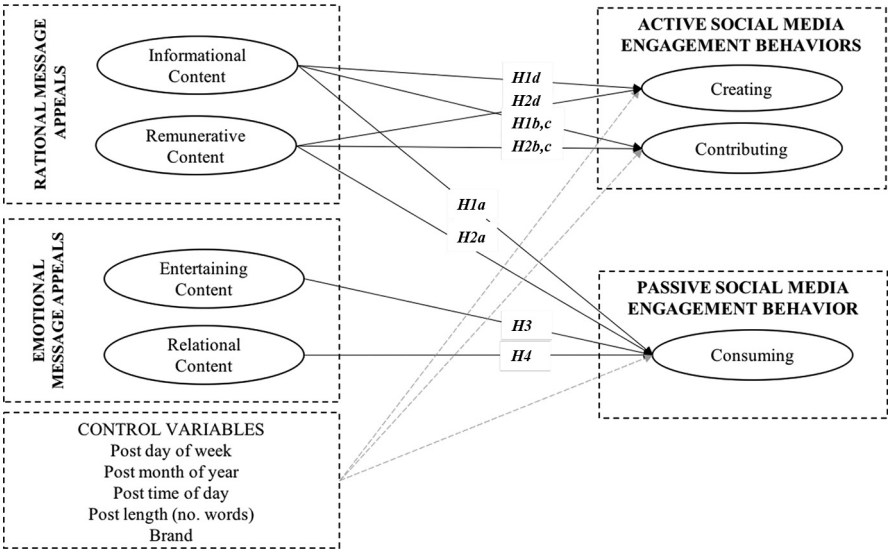 RATIONAL MESSAGE
APPEALS
Informational
Content
Remunerative
Content
EMOTIONAL
MESSAGE APPEALS
Entertaining
Content
Relational
Content
CONTROL VARIABLES
Post day of week
Post month of year
Post time of day
Post length (no. words)
Brand
H1d
H2d
H1b,c
H2b,c
H1a
H2a
H3
H4
ACTIVE SOCIAL MEDIA
ENGAGEMENT BEHAVIORS
Creating
Contributing
PASSIVE SOCIAL MEDIA
ENGAGEMENT BEHAVIOR
Consuming